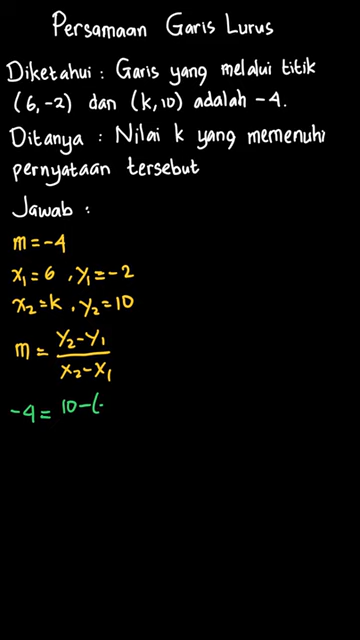 Persamaan Garis Lurus
Diketahui : Garis yang melalui titik
(6, -2) dan (k, 10) adalah -4.
Ditanya : Nilai k yang memenuhi
pernyataan tersebut
Jawab :
m = -4
x₁ = 6 , y₁ = -2
x₂ = k , y₂ = 10
m = y₂ - y₁ / x₂ - x₁
-4 = 10 - (-